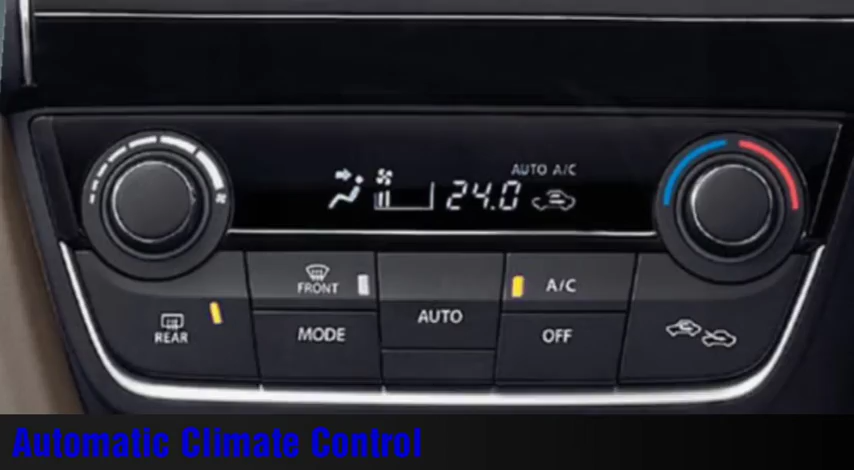 AUTO A/C
24.0
FRONT
A/C
REAR
MODE
AUTO
OFF
Automatic Climate Control